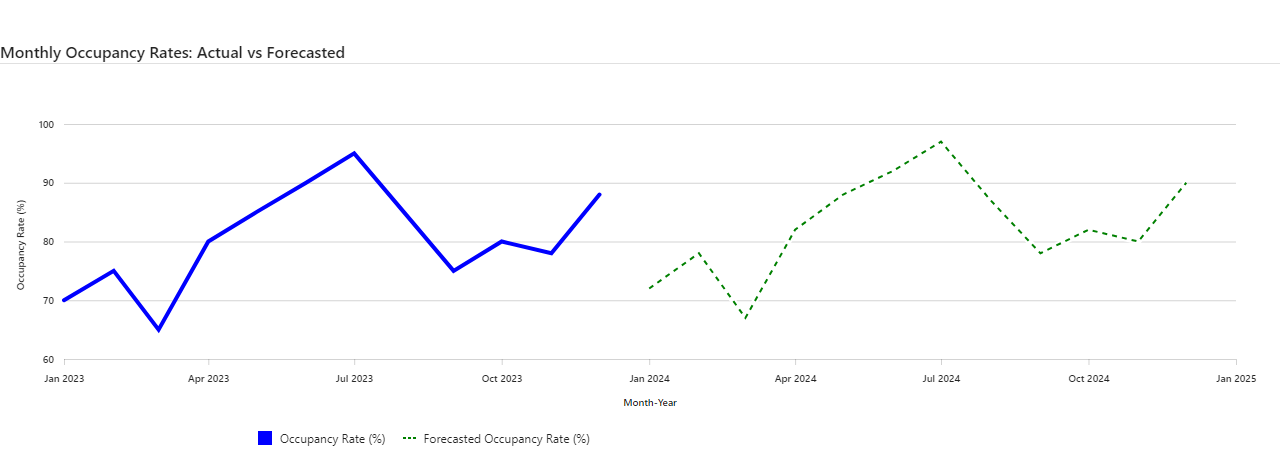 Monthly Occupancy Rates: Actual vs Forecasted
100
90
80
70
60
Occupancy Rate (%)
Jan 2023 Apr 2023 Jul 2023 Oct 2023 Jan 2024 Apr 2024 Jul 2024 Oct 2024 Jan 2025
Month-Year
Occupancy Rate (%) Forecasted Occupancy Rate (%)